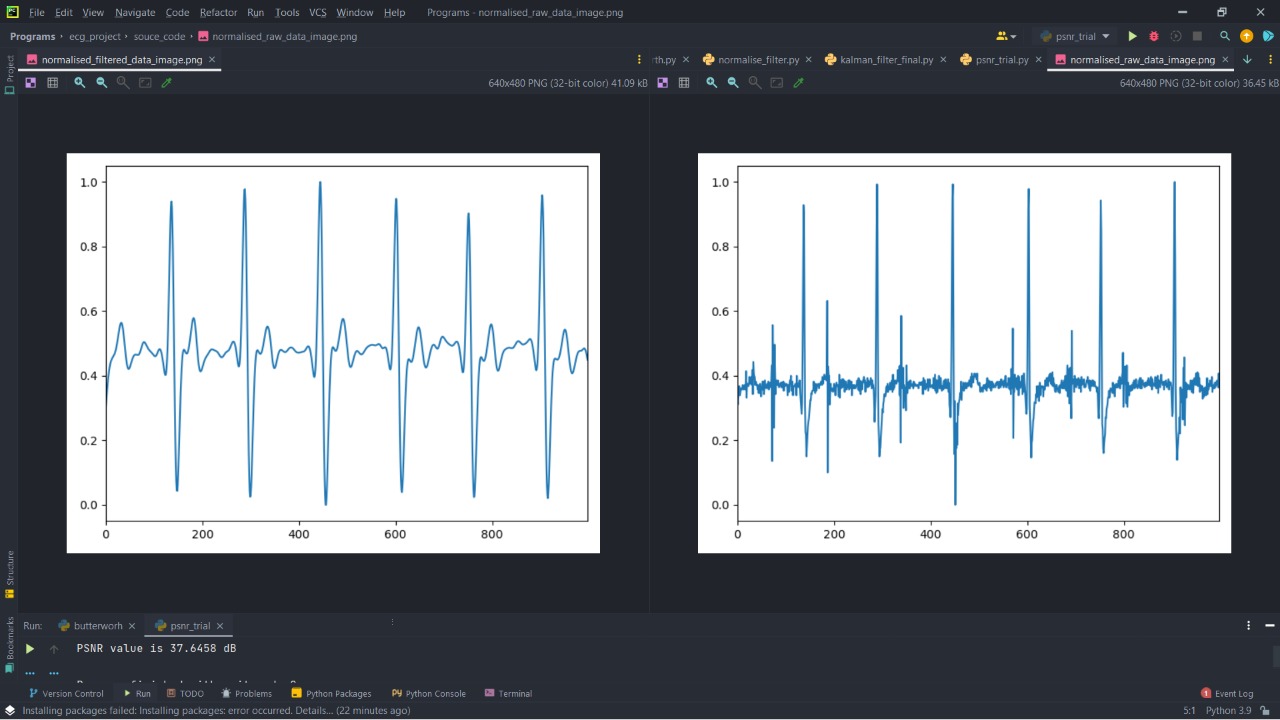 File Edit View Navigate Code Refactor Run Tools VCS Window Help Programs - normalised_raw_data_image.png
Programs ecg_project souce_code normalised_raw_data_image.png psnr_trial
Project
normalised_filtered_data_image.png rth.py normalise_filter.py kalman_filter_final.py psnr_trial.py normalised_raw_data_image.png
640x480 PNG (32-bit color) 41.09 kB 640x480 PNG (32-bit color) 36.45 kB
1.0
0.8
0.6
0.4
0.2
0.0
0 200 400 600 800
1.0
0.8
0.6
0.4
0.2
0.0
0 200 400 600 800
Structure
Bookmarks
Run: butterworh psnr_trial
PSNR value is 37.6458 dB
Version Control Run TODO Problems Python Packages Python Console Terminal Event Log
Installing packages failed: Installing packages: error occurred. Details... (22 minutes ago) 5:1 Python 3.9